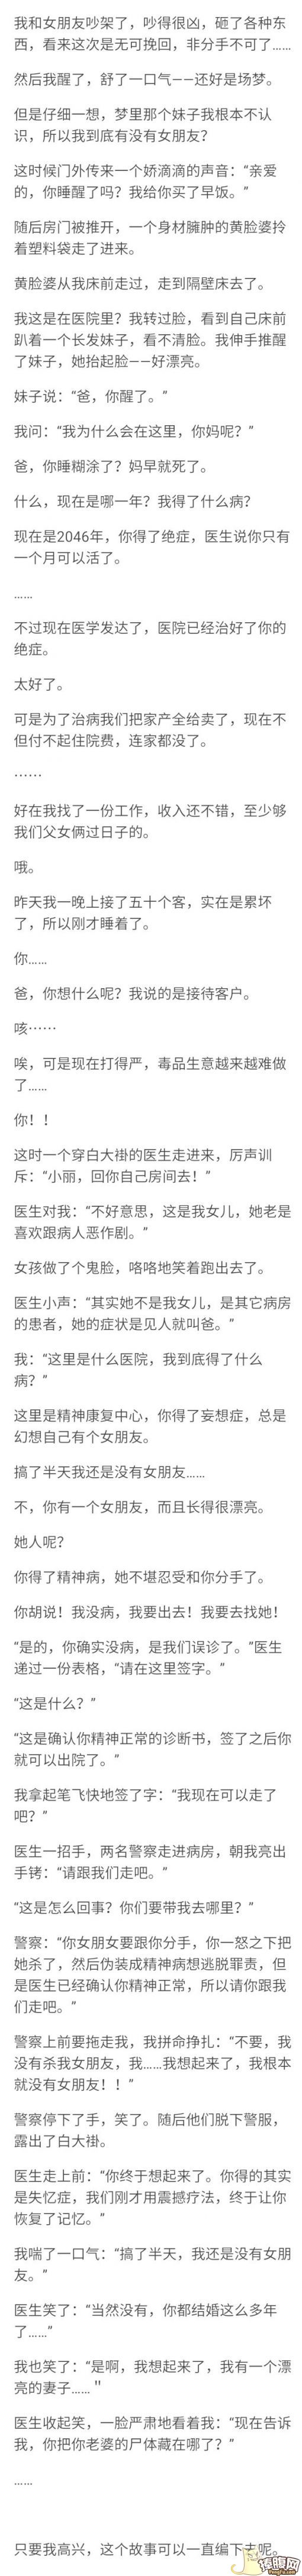 我和女朋友吵架了，吵得很凶，砸了各种东
西，看来这次是无可挽回，非分手不可了……
然后我醒了，舒了一口气——还好是场梦。
但是仔细一想，梦里那个妹子我根本不认
识，所以我到底有没有女朋友？
这时候门外传来一个娇滴滴的声音：“亲爱
的，你睡醒了吗？我给你买了早饭。”
随后房门被推开，一个身材臃肿的黄脸婆拎
着塑料袋走了进来。
黄脸婆从我床前走过，走到隔壁床去了。
我这是在医院里？我转过脸，看到自己床前
趴着一个长发妹子，看不清脸。我伸手推醒
了妹子，她抬起脸——好漂亮。
妹子说：“爸，你醒了。”
我问：“我为什么会在这里，你妈呢？”
爸，你睡糊涂了？妈早就死了。
什么，现在是哪一年？我得了什么病？
现在是2046年，你得了绝症，医生说你只有
一个月可以活了。
……
不过现在医学发达了，医院已经治好了你的
绝症。
太好了。
可是为了治病我们把家产全给卖了，现在不
但付不起住院费，连家都没了。
……
好在我找了一份工作，收入还不错，至少够
我们父女俩过日子的。
哦。
昨天我一晚上接了五十个客，实在是累坏
了，所以刚才睡着了。
你……
爸，你想什么呢？我说的是接待客户。
咳……
唉，可是现在打得严，毒品生意越来越难做
了……
你！！
这时一个穿白大褂的医生走进来，厉声训
斥：“小丽，回你自己房间去！”
医生对我：“不好意思，这是我女儿，她老是
喜欢跟病人恶作剧。”
女孩做了个鬼脸，咯咯地笑着跑出去了。
医生小声：“其实她不是我女儿，是其它病房
的患者，她的症状是见人就叫爸。”
我：“这里是什么医院，我到底得了什么
病？”
这里是精神康复中心，你得了妄想症，总是
幻想自己有个女朋友。
搞了半天我还是没有女朋友……
不，你有一个女朋友，而且长得很漂亮。
她人呢？
你得了精神病，她不堪忍受和你分手了。
你胡说！我没病，我要出去！我要去找她！
“是的，你确实没病，是我们误诊了。”医生
递过一份表格，“请在这里签字。”
“这是什么？”
“这是确认你精神正常的诊断书，签了之后你
就可以出院了。”
我拿起笔飞快地签了字：“我现在可以走了
吧？”
医生一招手，两名警察走进病房，朝我亮出
手铐：“请跟我们走吧。”
“这是怎么回事？你们要带我去哪里？”
警察：“你女朋友要跟你分手，你一怒之下把
她杀了，然后伪装成精神病想逃脱罪责，但
是医生已经确认你精神正常，所以请你跟我
们走吧。”
警察上前要拖走我，我拼命挣扎：“不要，我
没有杀我女朋友，我……我想起来了，我根本
就没有女朋友！！”
警察停下了手，笑了。随后他们脱下警服，
露出了白大褂。
医生走上前：“你终于想起来了。你得的其实
是失忆症，我们刚才用震撼疗法，终于让你
恢复了记忆。”
我喘了一口气：“搞了半天，我还是没有女朋
友。”
医生笑了：“当然没有，你都结婚这么多年
了……”
我也笑了：“是啊，我想起来了，我有一个漂
亮的妻子……＂
医生收起笑，一脸严肃地看着我：“现在告诉
我，你把你老婆的尸体藏在哪了？”
……
只要我高兴，这个故事可以一直编下去呢。
捧腹网
PengFu.com